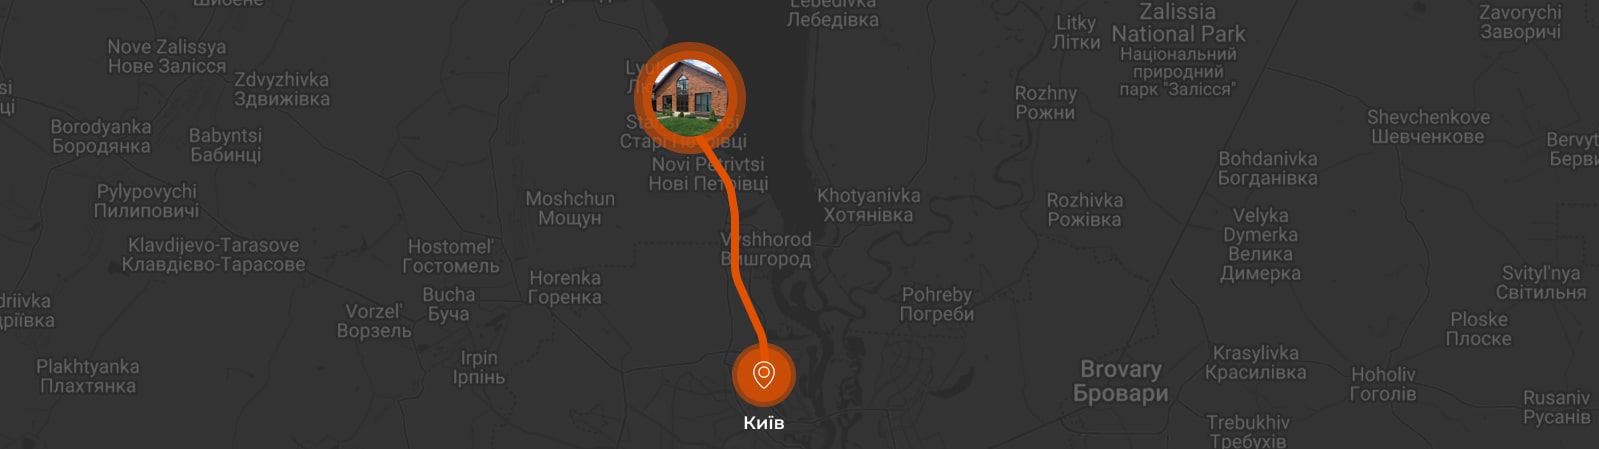 Шибене
Lebedivka
Лебедівка
Litky
Літки
Zalissia
National Park
Національний
природний
парк "Залісся"
Zavorychi
Заворичі
Nove Zalissya
Нове Залісся
Zdvyzhivka
Здвижівка
Rozhny
Рожни
Shevchenkove
Шевченкове
Borodyanka
Бородянка
Babyntsi
Бабинці
Старі Петрівці
Novi Petrivtsi
Нові Петрівці
Bohdanivka
Богданівка
Pylypovychi
Пилиповичі
Moshchun
Мощун
Khotyanivka
Хотянівка
Rozhivka
Рожівка
Velyka
Dymerka
Велика
Димерка
Klavdijevo-Tarasove
Клавдієво-Тарасове
Hostomel'
Гостомель
Vyshhorod
Вишгород
Horenka
Горенка
Svityl'nya
Світильня
Bucha
Буча
Vorzel'
Ворзель
Pohreby
Погреби
Ploske
Плоске
Plakhtyanka
Плахтянка
Irpin
Ірпінь
Brovary
Бровари
Krasylivka
Красилівка
Hoholiv
Гоголів
Київ
Trebukhiv
Требухів
Rusaniv
Русанів